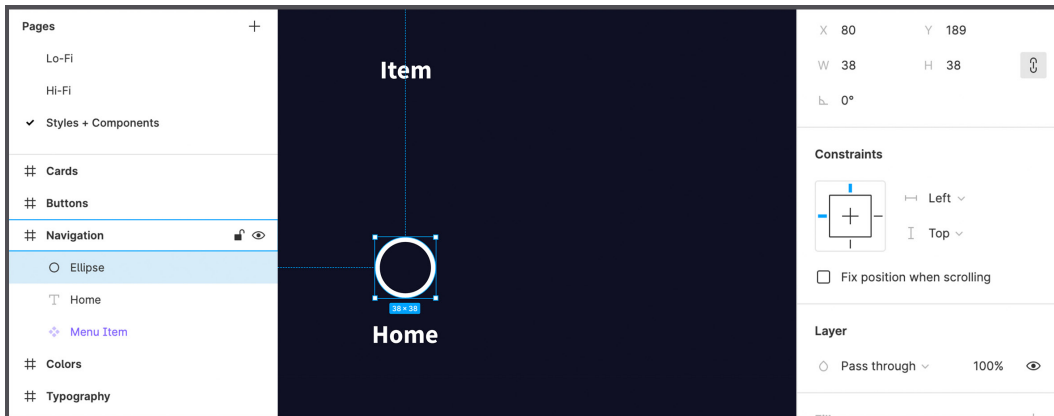 Pages
Lo-Fi
Hi-Fi
Styles + Components
Cards
Buttons
Navigation
Ellipse
Home
Menu Item
Colors
Typography
Item
38 × 38
Home
X 80 Y 189
W 38 H 38
0°
Constraints
Left
Top
Fix position when scrolling
Layer
Pass through 100%